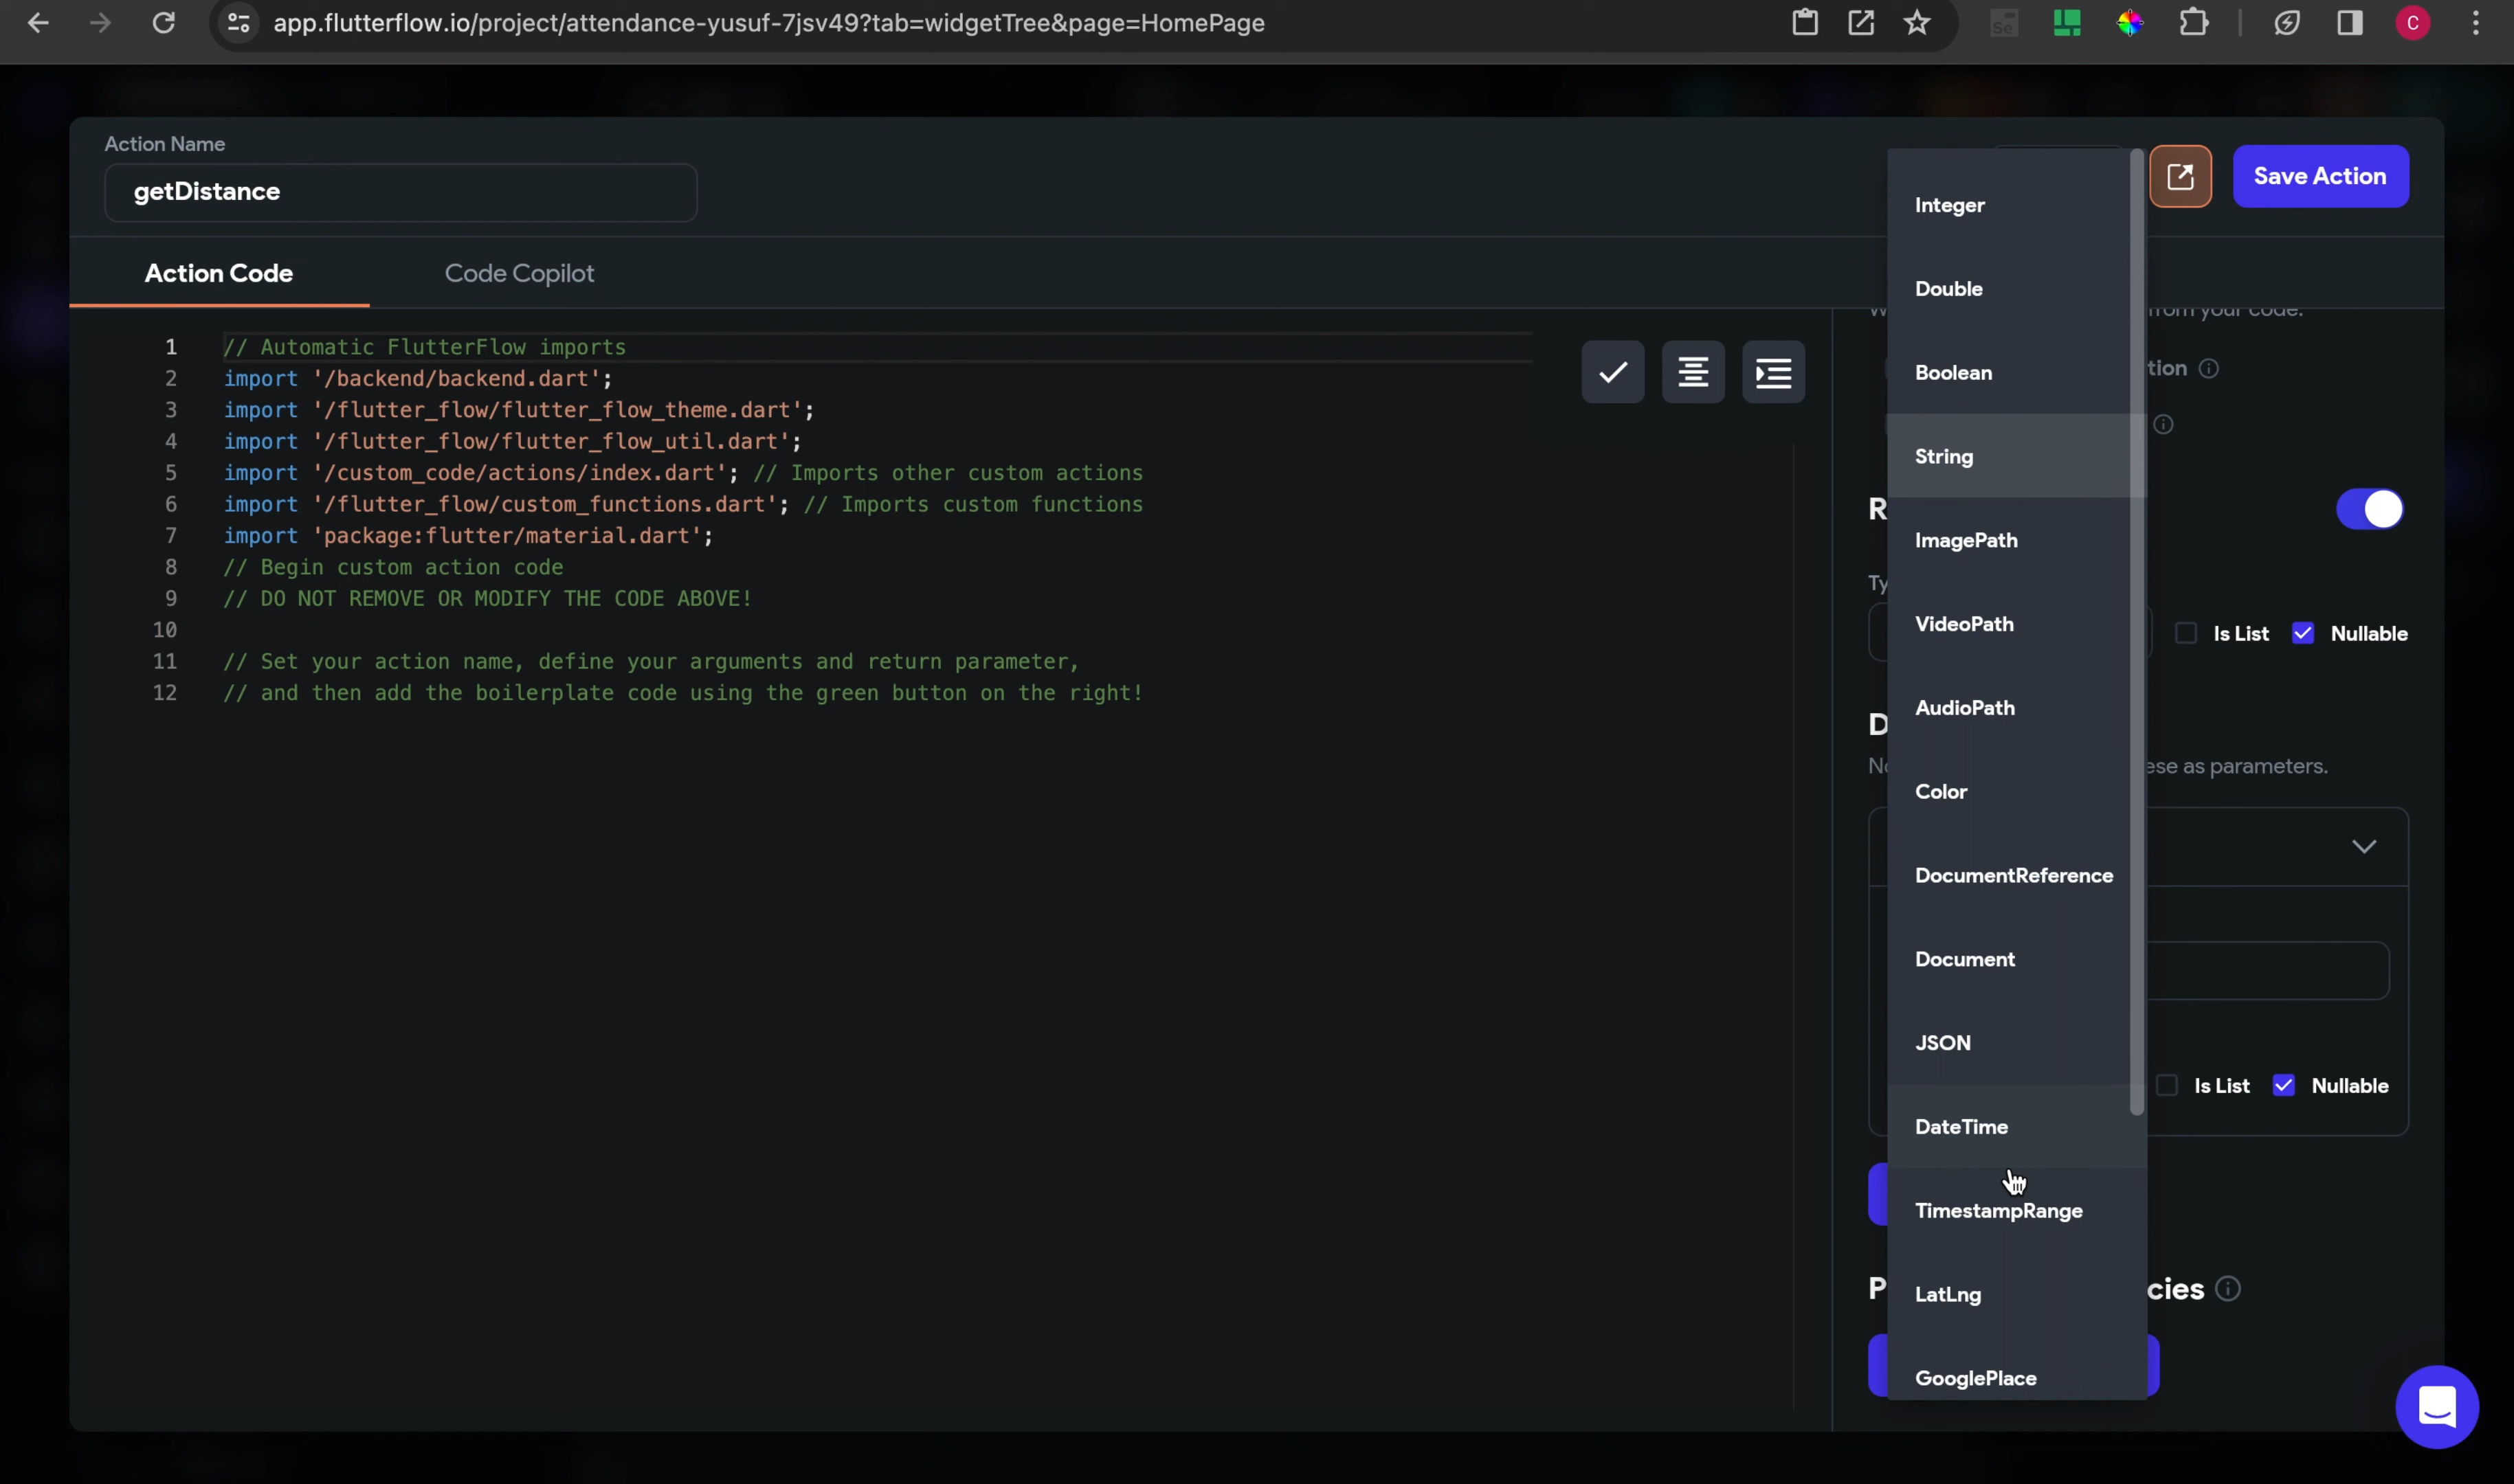 app.flutterflow.io/project/attendance-yusuf-7jsv49?tab=widgetTree&page=HomePage
C
Action Name
getDistance
Save Action
Action Code
Code Copilot
1 // Automatic FlutterFlow imports
2 import '/backend/backend.dart';
3 import '/flutter_flow/flutter_flow_theme.dart';
4 import '/flutter_flow/flutter_flow_util.dart';
5 import '/custom_code/actions/index.dart'; // Imports other custom actions
6 import '/flutter_flow/custom_functions.dart'; // Imports custom functions
7 import 'package:flutter/material.dart';
8 // Begin custom action code
9 // DO NOT REMOVE OR MODIFY THE CODE ABOVE!
10
11 // Set your action name, define your arguments and return parameter,
12 // and then add the boilerplate code using the green button on the right!
Integer
Double
Boolean
String
ImagePath
VideoPath
AudioPath
Color
DocumentReference
Document
JSON
DateTime
TimestampRange
LatLng
GooglePlace
from your code.
tion
R
Ty
Is List Nullable
D
No ese as parameters.
Is List Nullable
P cies